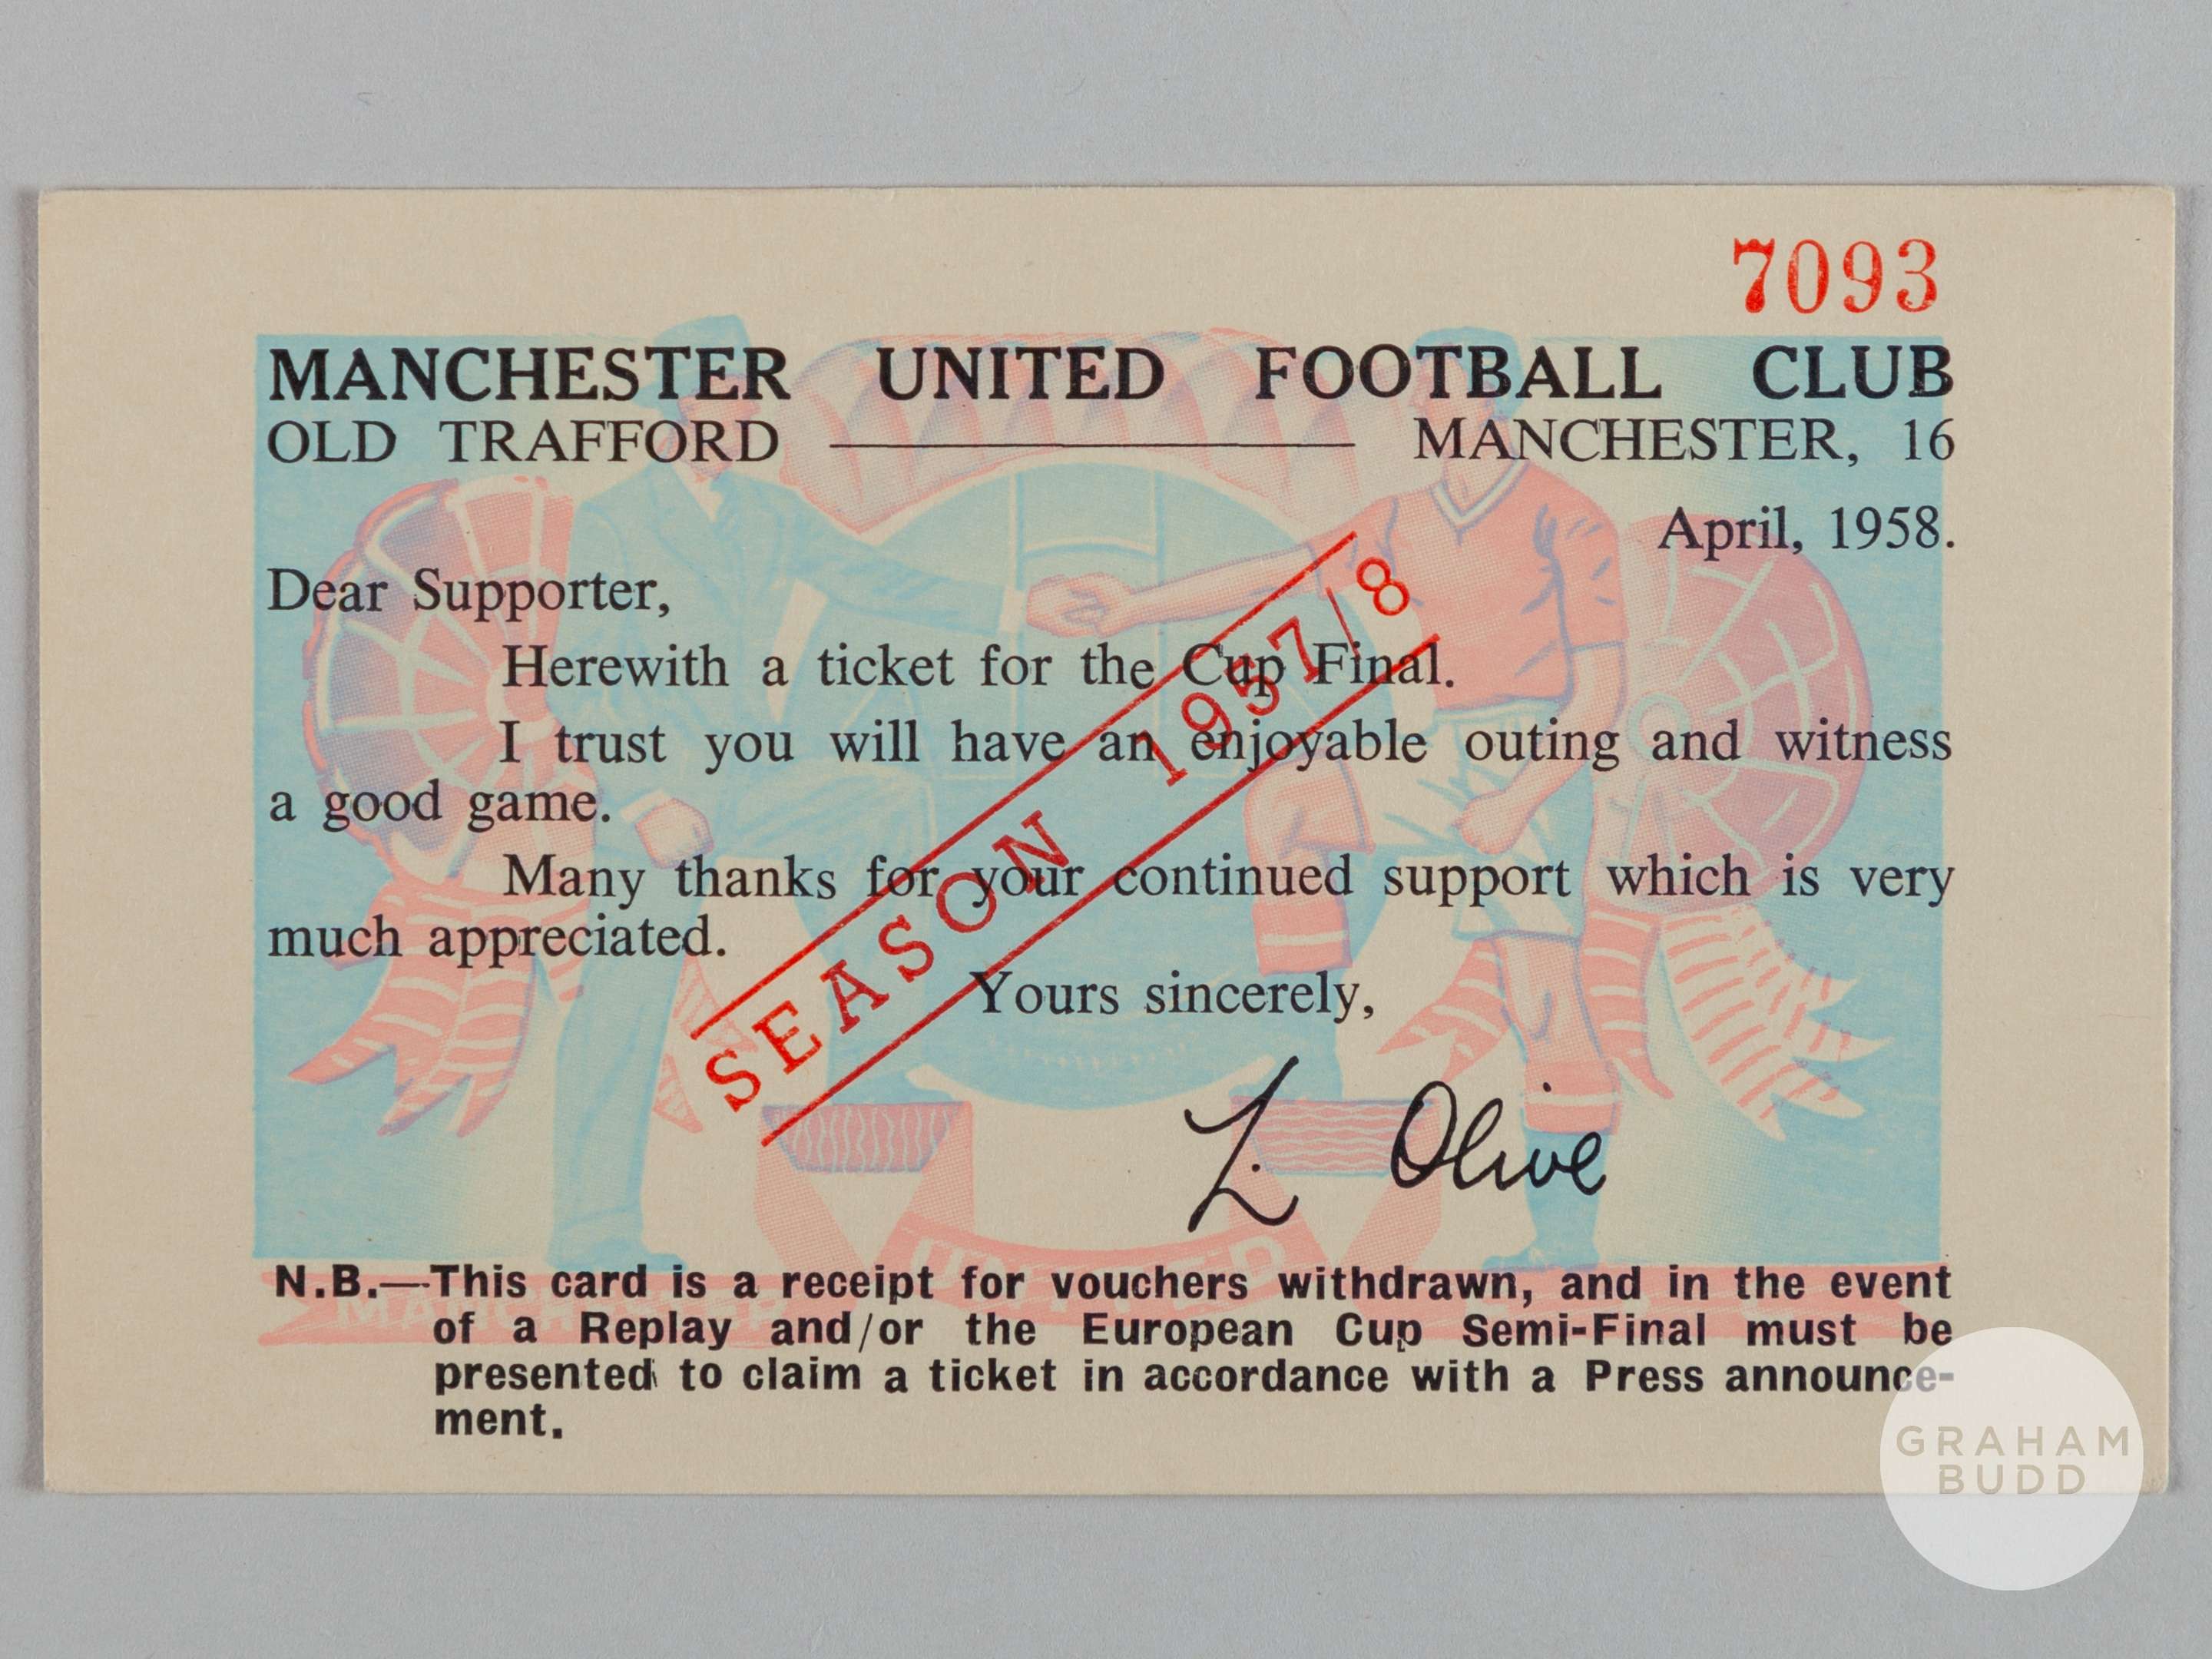 7093
MANCHESTER UNITED FOOTBALL CLUB
OLD TRAFFORD — MANCHESTER, 16
April, 1958.
Dear Supporter,
Herewith a ticket for the Cup Final.
I trust you will have an enjoyable outing and witness
a good game.
Many thanks for your continued support which is very
much appreciated.
Yours sincerely,
SEASON 1957/8
L. Olive
UNITED
MANCHESTER
N.B.—This card is a receipt for vouchers withdrawn, and in the event
of a Replay and/or the European Cup Semi-Final must be
presented to claim a ticket in accordance with a Press announce-
ment.
GRAHAM
BUDD